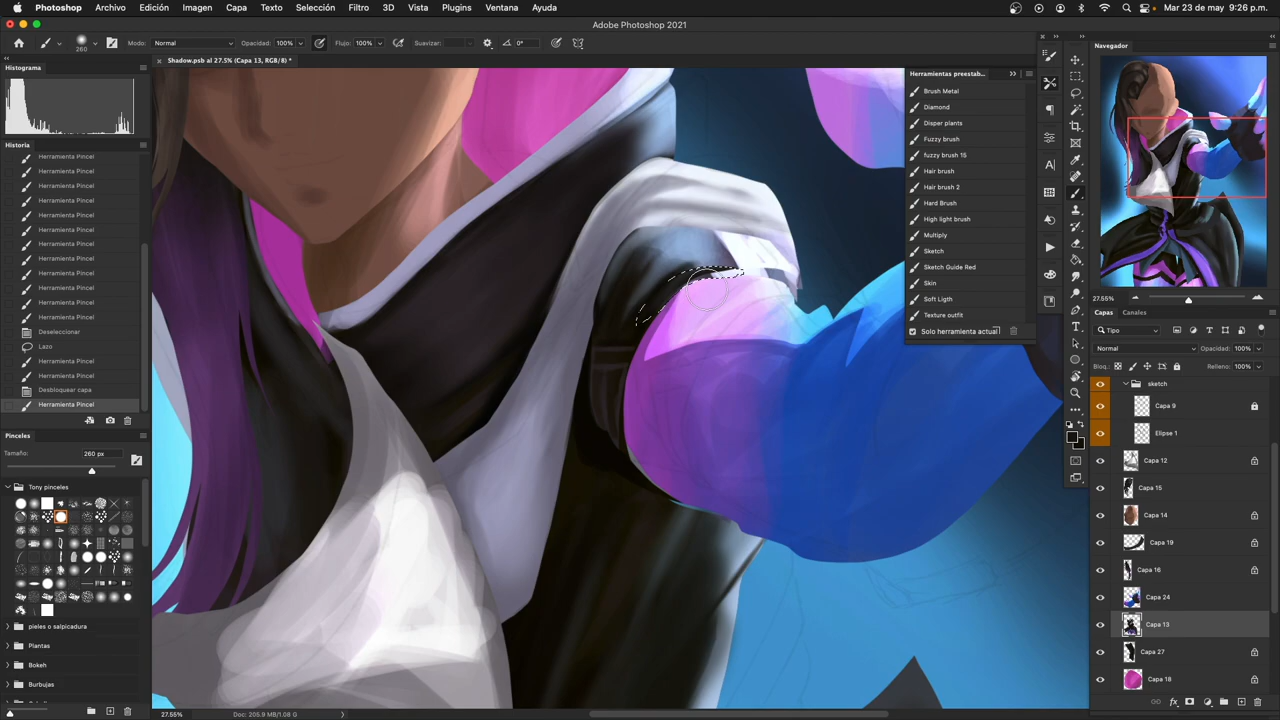 Photoshop Archivo Edición Imagen Capa Texto Selección Filtro 3D Vista Plugins Ventana Ayuda Mar 23 de may 9:26 p.m.
Adobe Photoshop 2021
260 Modo: Normal Opacidad: 100% Flujo: 100% Suavizar: 0°
Shadow.psb al 27.5% (Capa 13, RGB/8) *
Histograma
Historia
Herramienta Pincel
Herramienta Pincel
Herramienta Pincel
Herramienta Pincel
Herramienta Pincel
Herramienta Pincel
Herramienta Pincel
Herramienta Pincel
Herramienta Pincel
Herramienta Pincel
Herramienta Pincel
Herramienta Pincel
Deseleccionar
Lazo
Herramienta Pincel
Herramienta Pincel
Desbloquear capa
Herramienta Pincel
Pinceles
Tamaño: 260 px
Tony pinceles
pieles o salpicadura
Plantas
Bokeh
Burbujas
27.55% Doc: 205.9 MB/1.08 G
Herramientas preestab...
Brush Metal
Diamond
Disper plants
Fuzzy brush
fuzzy brush 15
Hair brush
Hair brush 2
Hard Brush
High light brush
Multiply
Sketch
Sketch Guide Red
Skin
Soft Ligth
Texture outfit
Solo herramienta actual
Navegador
27.55%
Capas Canales
Tipo
Normal Opacidad: 100%
Bloq.: Relleno: 100%
sketch
Capa 9
Ellipse 1
Capa 12
Capa 15
Capa 14
Capa 19
Capa 16
Capa 24
Capa 13
Capa 27
Capa 18